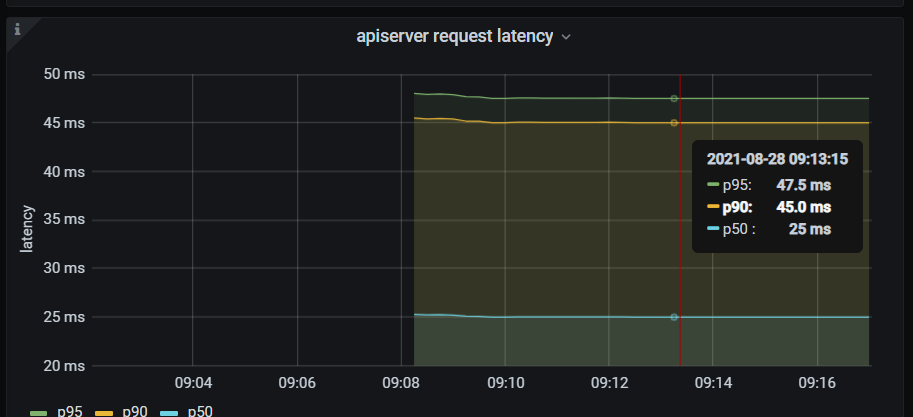 i
apiserver request latency
50 ms
45 ms
40 ms
35 ms
30 ms
25 ms
20 ms
latency
2021-08-28 09:13:15
p95: 47.5 ms
p90: 45.0 ms
p50 : 25 ms
09:04 09:06 09:08 09:10 09:12 09:14 09:16
p95 p90 p50